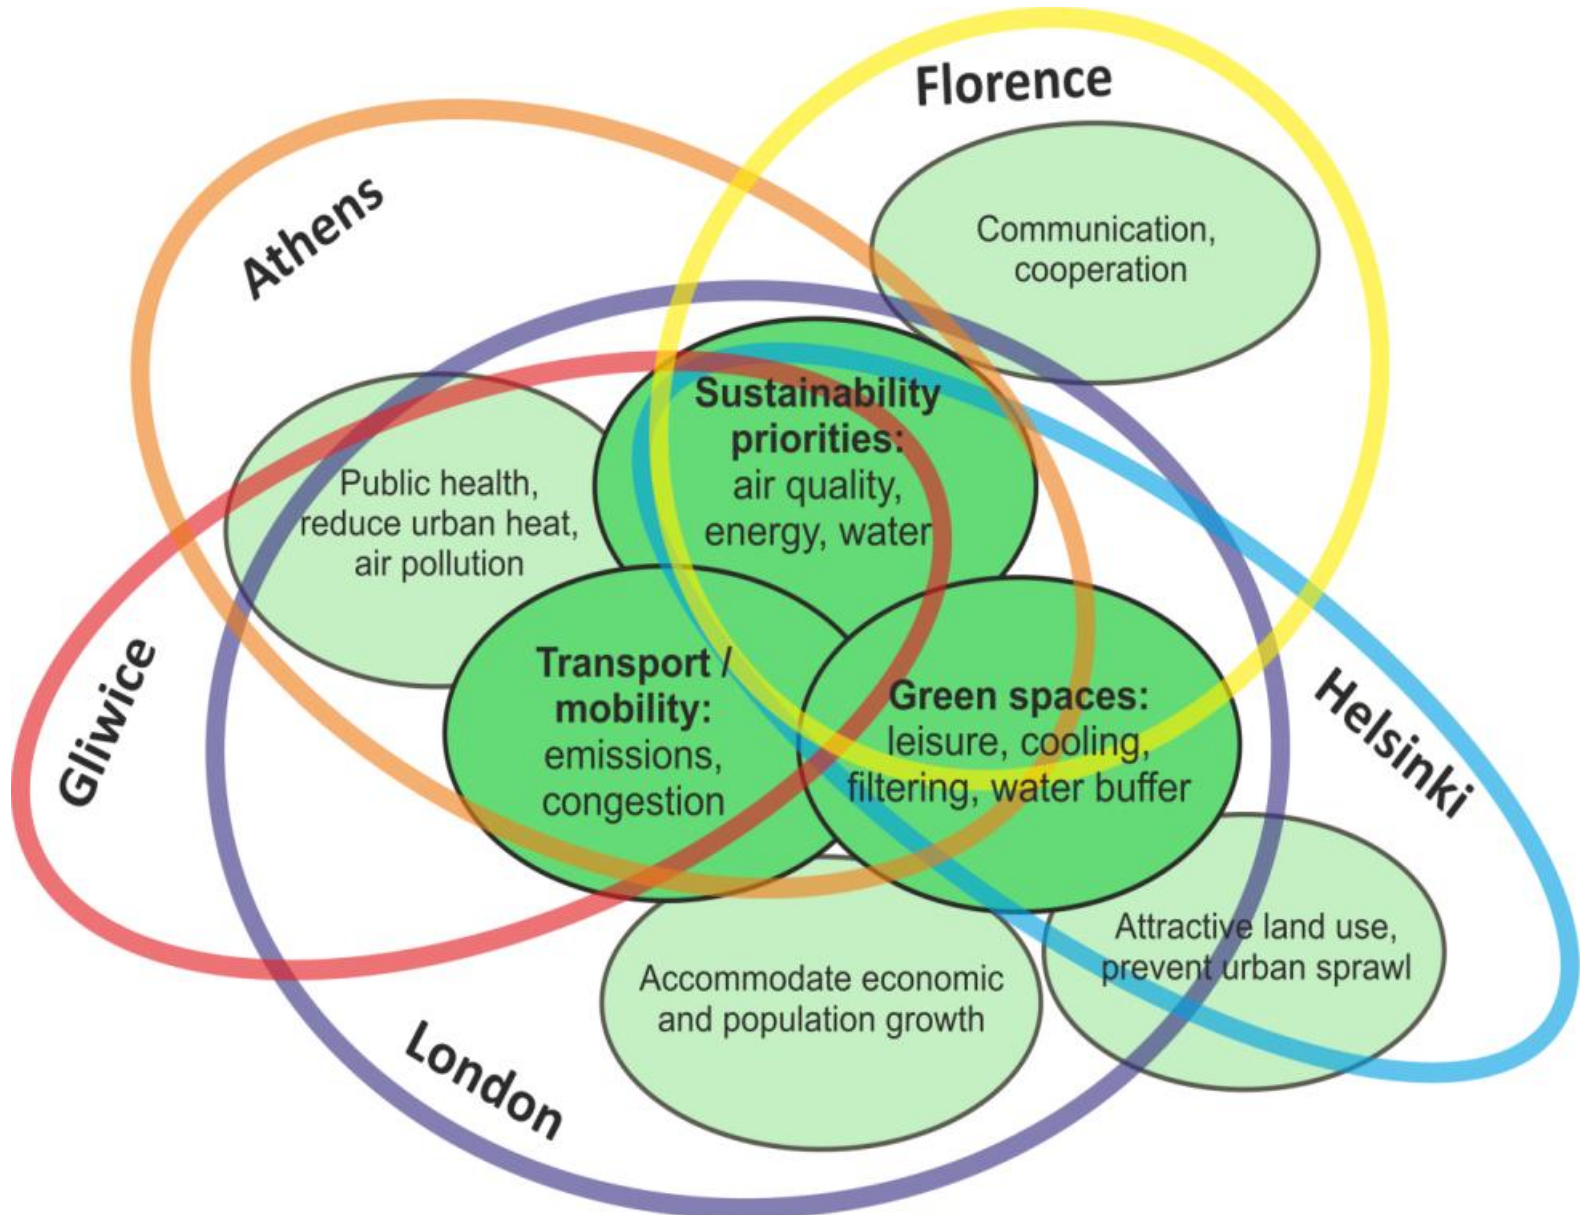 Florence
Communication,
cooperation
Athens
Sustainability
priorities:
air quality,
energy, water
Public health,
reduce urban heat,
air pollution
Gliwice
Transport /
mobility:
emissions,
congestion
Green spaces:
leisure, cooling,
filtering, water buffer
Helsinki
Attractive land use,
prevent urban sprawl
Accommodate economic
and population growth
London